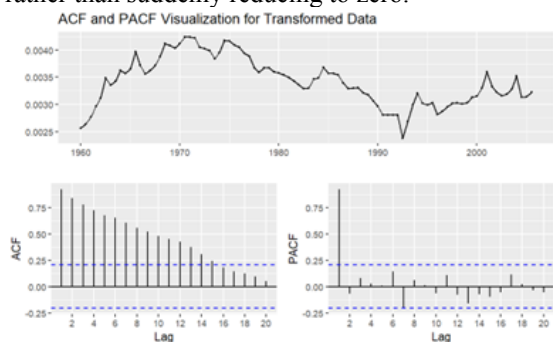 rather than suddenly reducing to zero.
ACF and PACF Visualization for Transformed Data
0.0040
0.0035
0.0030
0.0025
1960 1970 1980 1990 2000
ACF
0.75
0.50
0.25
0.00
-0.25
2 4 6 8 10 12 14 16 18 20
Lag
PACF
0.75
0.50
0.25
0.00
-0.25
2 4 6 8 10 12 14 16 18 20
Lag